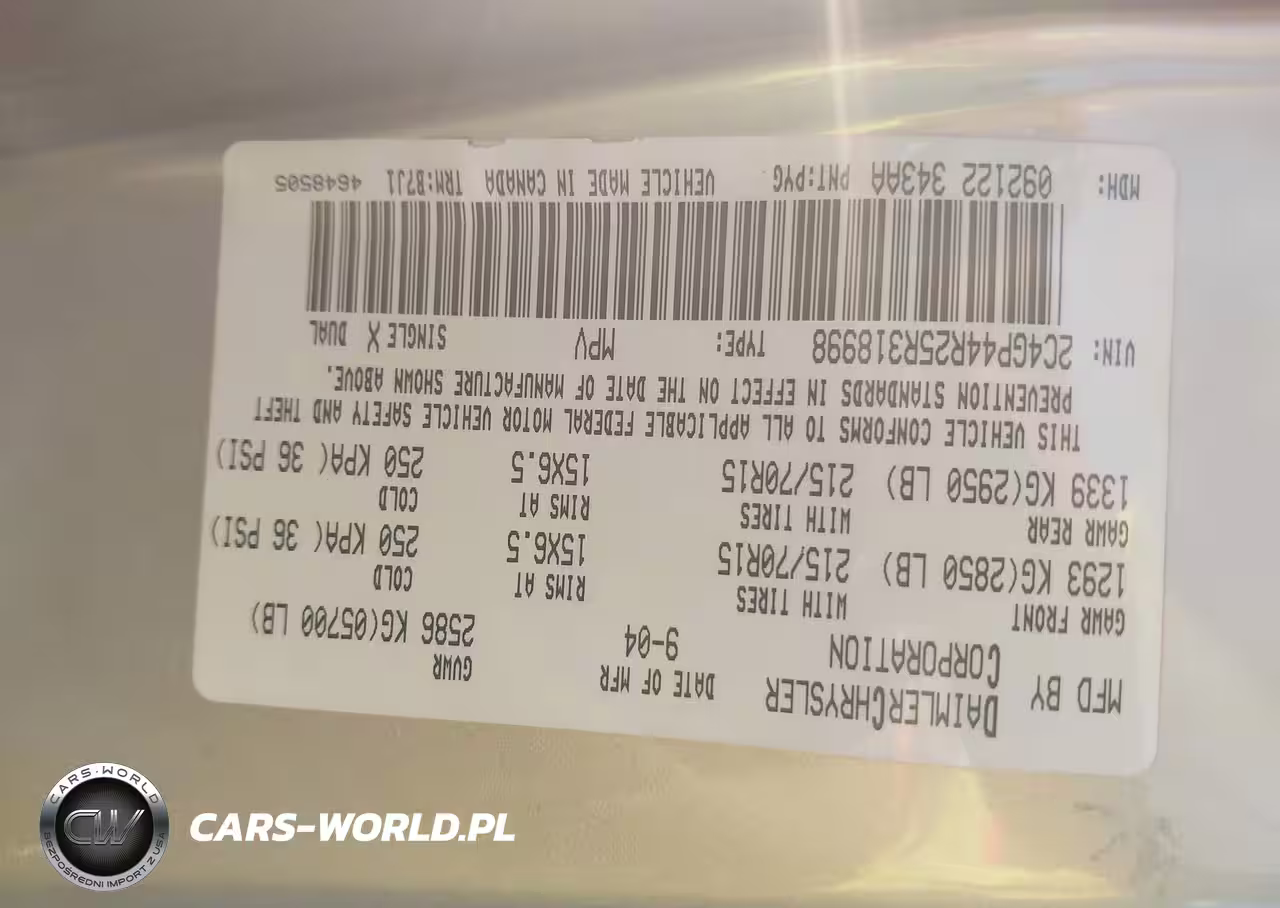 MFD BY DAIMLERCHRYSLER CORPORATION DATE OF MFR 9-04 GVWR 2586 KG(05700 LB)
GAWR FRONT WITH TIRES RIMS AT COLD
1293 KG(2850 LB) 215/70R15 15X6.5 250 KPA(36 PSI)
GAWR REAR WITH TIRES RIMS AT COLD
1339 KG(2950 LB) 215/70R15 15X6.5 250 KPA(36 PSI)
THIS VEHICLE CONFORMS TO ALL APPLICABLE FEDERAL MOTOR VEHICLE SAFETY AND THEFT
PREVENTION STANDARDS IN EFFECT ON THE DATE OF MANUFACTURE SHOWN ABOVE.
VIN: 2C4GP44R25R318998 TYPE: MPV SINGLE X DUAL
MDH: 092122 343AA PNT:PYG VEHICLE MADE IN CANADA TRM:B7J1 4648505
CARS-WORLD
CW
BEZPOŚREDNI IMPORT Z USA
CARS-WORLD.PL